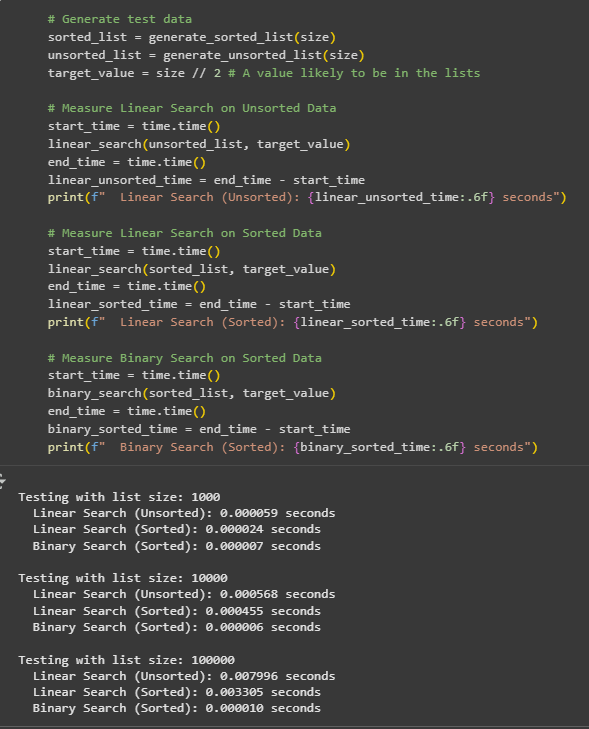 # Generate test data
sorted_list = generate_sorted_list(size)
unsorted_list = generate_unsorted_list(size)
target_value = size // 2 # A value likely to be in the lists

# Measure Linear Search on Unsorted Data
start_time = time.time()
linear_search(unsorted_list, target_value)
end_time = time.time()
linear_unsorted_time = end_time - start_time
print(f"  Linear Search (Unsorted): {linear_unsorted_time:.6f} seconds")

# Measure Linear Search on Sorted Data
start_time = time.time()
linear_search(sorted_list, target_value)
end_time = time.time()
linear_sorted_time = end_time - start_time
print(f"  Linear Search (Sorted): {linear_sorted_time:.6f} seconds")

# Measure Binary Search on Sorted Data
start_time = time.time()
binary_search(sorted_list, target_value)
end_time = time.time()
binary_sorted_time = end_time - start_time
print(f"  Binary Search (Sorted): {binary_sorted_time:.6f} seconds")

Testing with list size: 1000
  Linear Search (Unsorted): 0.000059 seconds
  Linear Search (Sorted): 0.000024 seconds
  Binary Search (Sorted): 0.000007 seconds

Testing with list size: 10000
  Linear Search (Unsorted): 0.000568 seconds
  Linear Search (Sorted): 0.000455 seconds
  Binary Search (Sorted): 0.000006 seconds

Testing with list size: 100000
  Linear Search (Unsorted): 0.007996 seconds
  Linear Search (Sorted): 0.003305 seconds
  Binary Search (Sorted): 0.000010 seconds